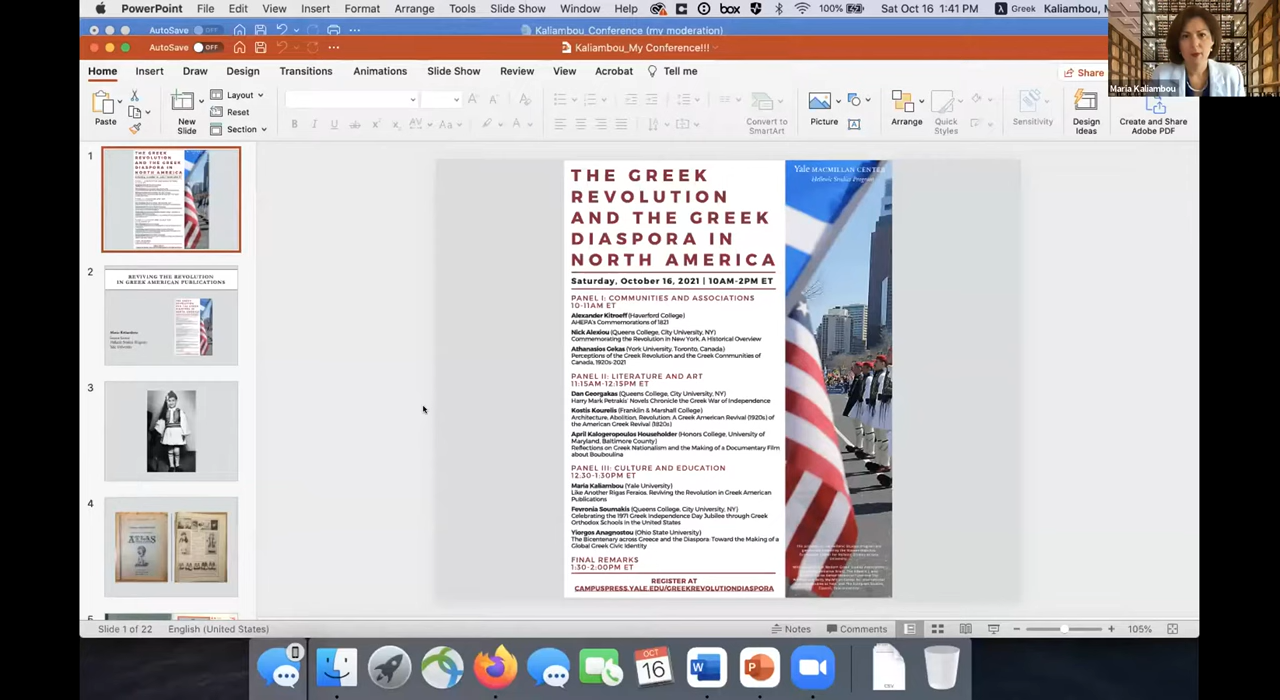 PowerPoint File Edit View Insert Format Arrange Tools Slide Show Window Help box 100% Sat Oct 16 1:41 PM Greek Kaliambou, M
AutoSave OFF Kaliambou_Conference (my moderation)
AutoSave OFF Kaliambou_My Conference!!!
Maria Kaliambou
Home Insert Draw Design Transitions Animations Slide Show Review View Acrobat Tell me Share
Paste
New Slide
Layout
Reset
Section
Convert to SmartArt
Picture
Arrange
Quick Styles
Sensitivity
Design Ideas
Create and Share Adobe PDF
1
2
REVIVING THE REVOLUTION
IN GREEK AMERICAN PUBLICATIONS
3
4
ATLAS
THE GREEK
REVOLUTION
AND THE GREEK
DIASPORA IN
NORTH AMERICA
Saturday, October 16, 2021 | 10AM-2PM ET
PANEL I: COMMUNITIES AND ASSOCIATIONS
10-11AM ET
Alexander Kitroeff (Haverford College)
AHEPA's Commemorations of 1821
Nick Alexiou (Queens College, City University, NY)
Commemorating the Revolution in New York, A Historical Overview
Athanasios Gekas (York University, Toronto, Canada)
Perceptions of the Greek Revolution and the Greek Communities of
Canada, 1920s-2021
PANEL II: LITERATURE AND ART
11:15AM-12:15PM ET
Dan Georgakas (Queens College, City University, NY)
Harry Mark Petrakis' Novels Chronicle the Greek War of Independence
Kostis Kourelis (Franklin & Marshall College)
Architecture, Abolition, Revolution: A Greek American Revival (1920s) of
the American Greek Revival (1820s)
April Kalogeropoulos Householder (Honors College, University of
Maryland, Baltimore County)
Reflections on Greek Nationalism and the Making of a Documentary Film
about Bouboulina
PANEL III: CULTURE AND EDUCATION
12:30-1:30PM ET
Maria Kaliambou (Yale University)
Like Another Rigas Feraios. Reviving the Revolution in Greek American
Publications
Fevronia Soumakis (Queens College, City University, NY)
Celebrating the 1971 Greek Independence Day Jubilee through Greek
Orthodox Schools in the United States
Yiorgos Anagnostou (Ohio State University)
The Bicentenary across Greece and the Diaspora: Toward the Making of a
Global Greek Civic Identity
FINAL REMARKS
1:30-2:00PM ET
REGISTER AT
CAMPUSPRESS.YALE.EDU/GREEKREVOLUTIONDIASPORA
Yale MACMILLAN CENTER
Hellenic Studies Program
Slide 1 of 22 English (United States) Notes Comments 105%
OCT
16
CSV